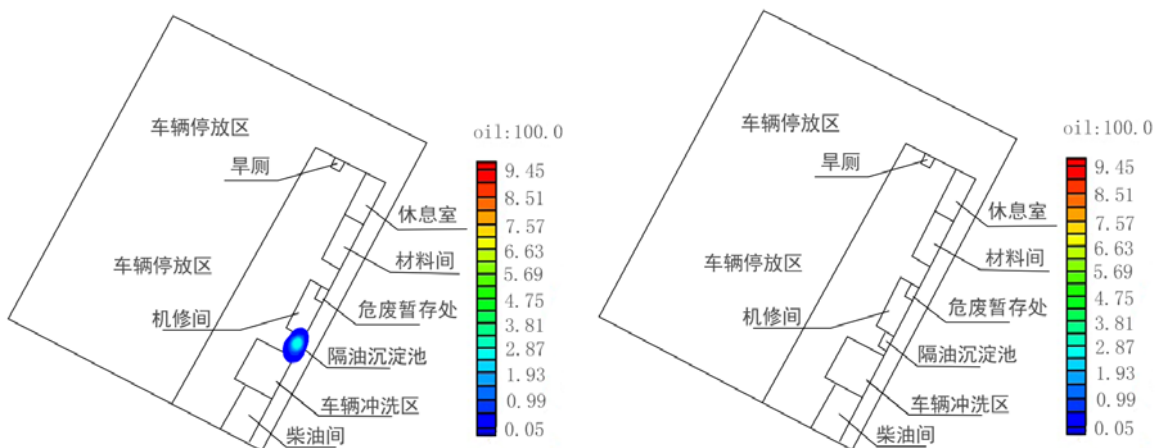 车辆停放区
旱厕
休息室
材料间
车辆停放区
危废暂存处
机修间
隔油沉淀池
车辆冲洗区
柴油间
oil:100.0
9.45
8.51
7.57
6.63
5.69
4.75
3.81
2.87
1.93
0.99
0.05
车辆停放区
旱厕
休息室
材料间
车辆停放区
危废暂存处
机修间
隔油沉淀池
车辆冲洗区
柴油间
oil:100.0
9.45
8.51
7.57
6.63
5.69
4.75
3.81
2.87
1.93
0.99
0.05